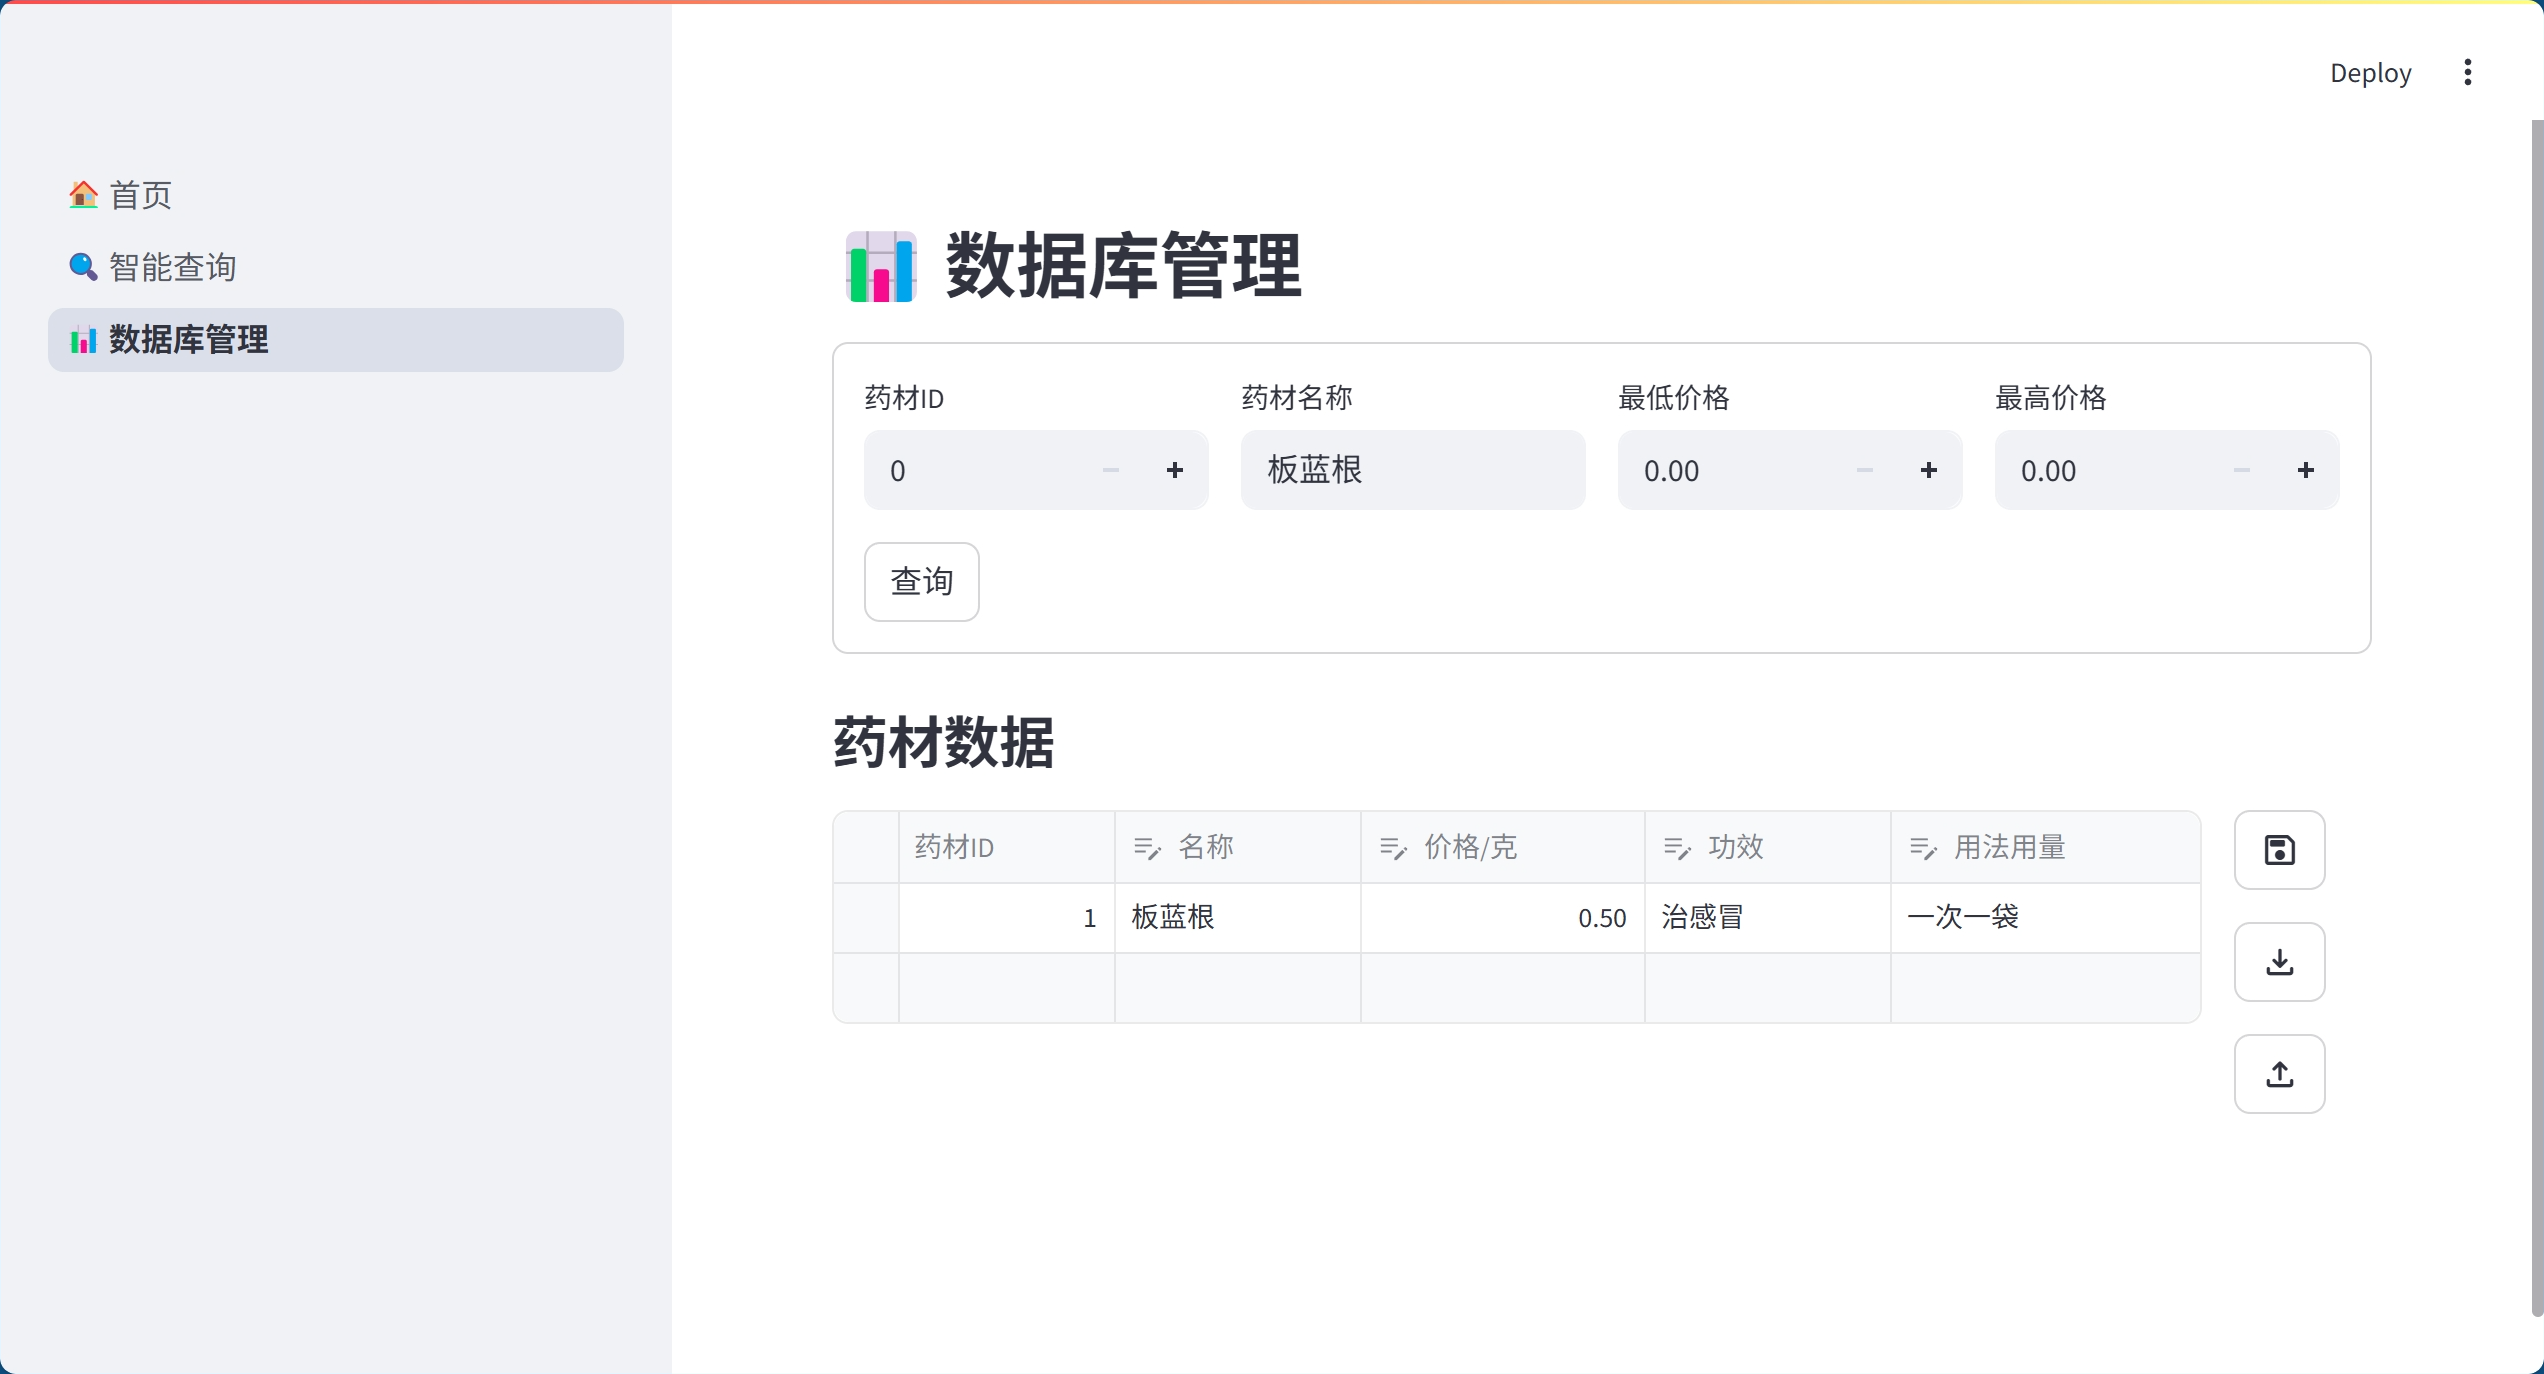 Deploy
首页
智能查询
数据库管理
数据库管理
药材ID 药材名称 最低价格 最高价格
0 板蓝根 0.00 0.00
查询
药材数据
药材ID 名称 价格/克 功效 用法用量
1 板蓝根 0.50 治感冒 一次一袋